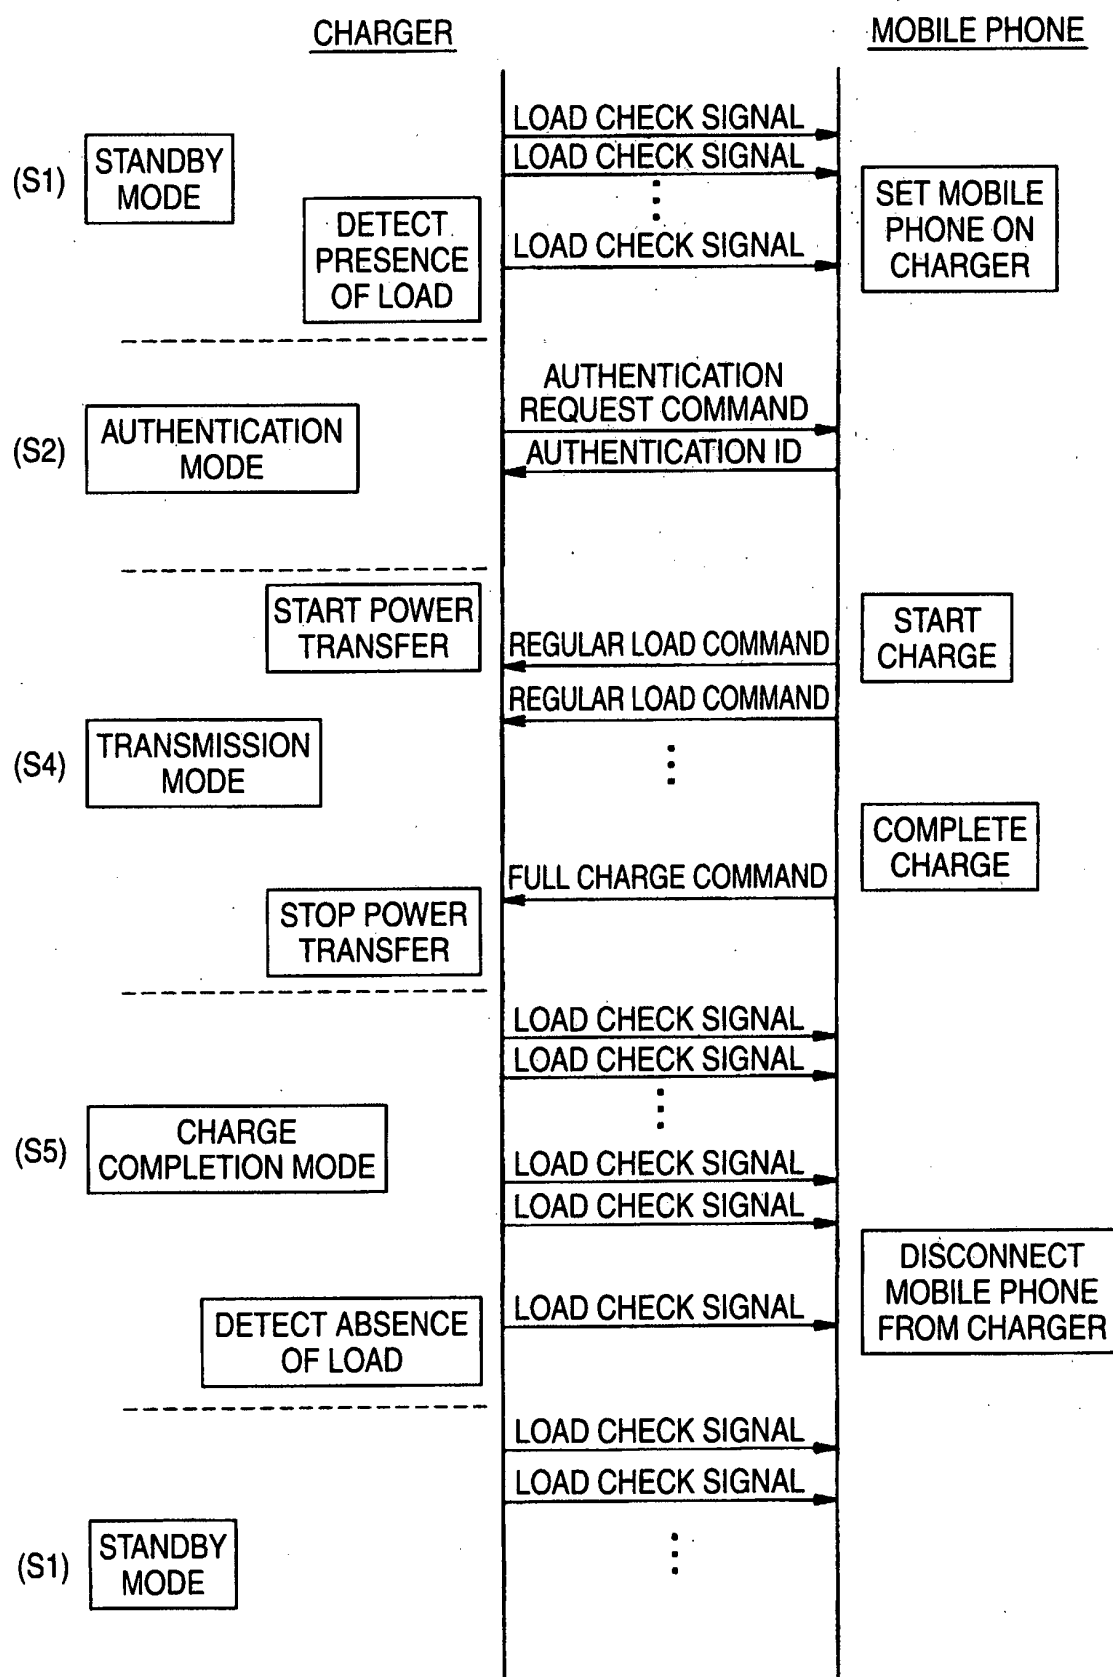 CHARGER
MOBILE PHONE
LOAD CHECK SIGNAL
(S1)
STANDBY
MODE
LOAD CHECK SIGNAL
SET MOBILE
PHONE ON
CHARGER
DETECT
PRESENCE
OF LOAD
LOAD CHECK SIGNAL
AUTHENTICATION
REQUEST COMMAND
(S2)
AUTHENTICATION
MODE
AUTHENTICATION ID
START POWER
TRANSFER
REGULAR LOAD COMMAND
START
CHARGE
REGULAR LOAD COMMAND
(S4)
TRANSMISSION
MODE
COMPLETE
CHARGE
FULL CHARGE COMMAND
STOP POWER
TRANSFER
LOAD CHECK SIGNAL
LOAD CHECK SIGNAL
(S5)
CHARGE
COMPLETION MODE
LOAD CHECK SIGNAL
LOAD CHECK SIGNAL
DISCONNECT
MOBILE PHONE
FROM CHARGER
LOAD CHECK SIGNAL
DETECT ABSENCE
OF LOAD
LOAD CHECK SIGNAL
LOAD CHECK SIGNAL
(S1)
STANDBY
MODE